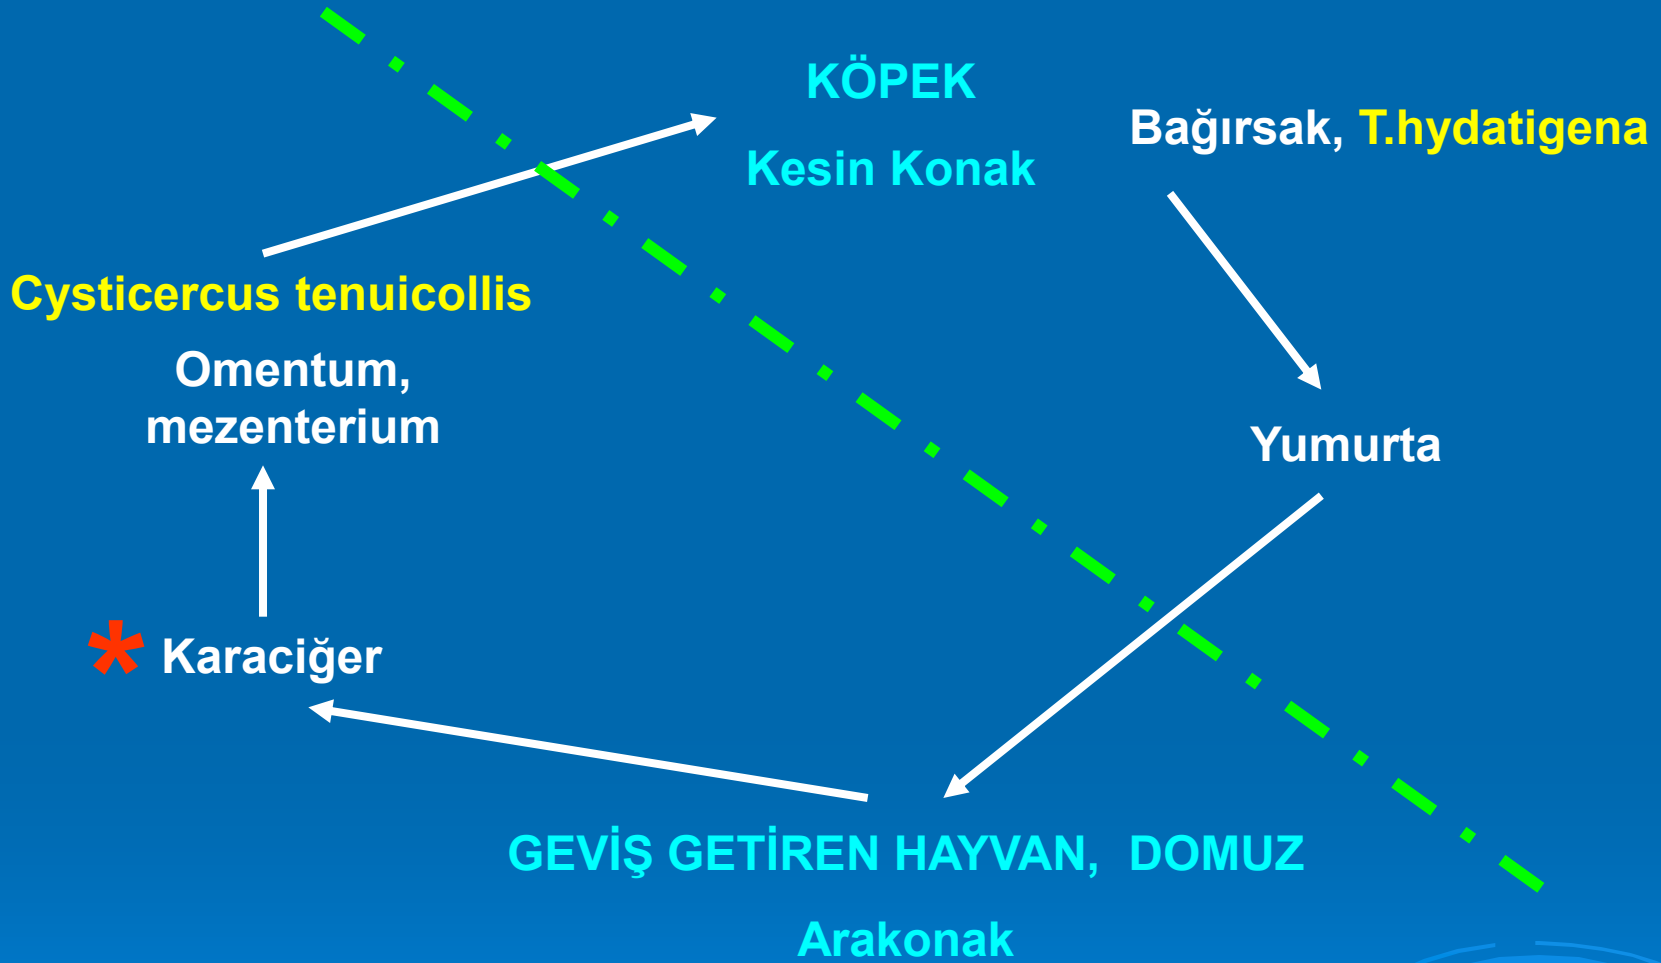 KÖPEK
Kesin Konak
Bağırsak, T.hydatigena
Cysticercus tenuicollis
Omentum,
mezenterium
Yumurta
* Karaciğer
GEVİŞ GETİREN HAYVAN, DOMUZ
Arakonak